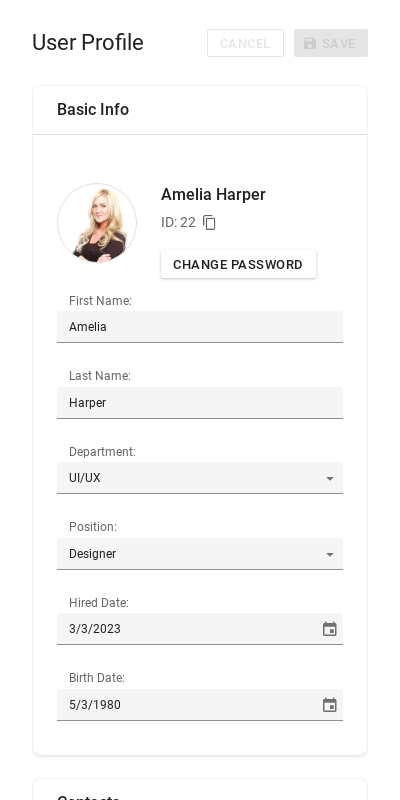 User Profile
CANCEL
SAVE
Basic Info
Amelia Harper
ID: 22
CHANGE PASSWORD
First Name:
Amelia
Last Name:
Harper
Department:
UI/UX
Position:
Designer
Hired Date:
3/3/2023
Birth Date:
5/3/1980
Contacts